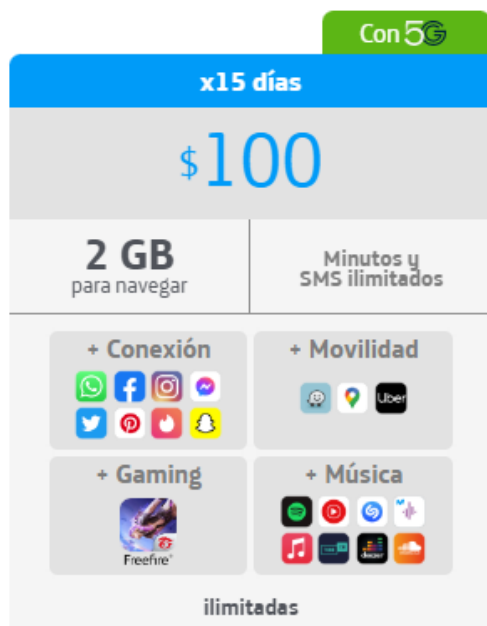 Con 5G
x15 días
$100
2 GB
para navegar
Minutos y
SMS ilimitados
+ Conexión
+ Movilidad
Uber
+ Gaming
Freefire
+ Música
deezer
ilimitadas